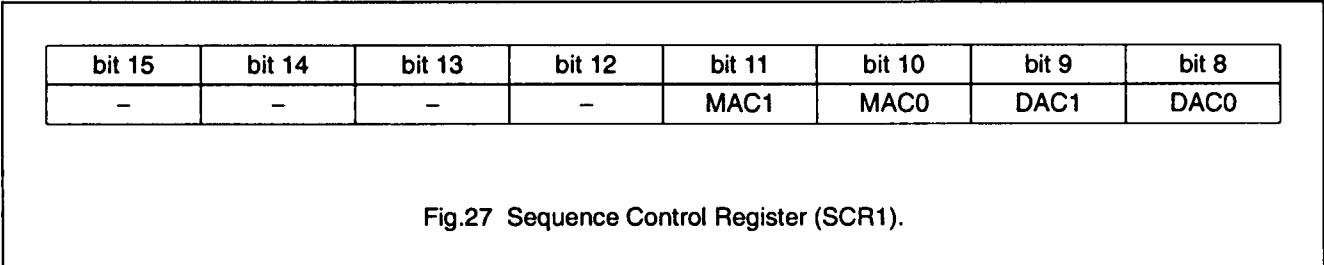 bit 15 bit 14 bit 13 bit 12 bit 11 bit 10 bit 9 bit 8
– – – – MAC1 MAC0 DAC1 DAC0
Fig.27 Sequence Control Register (SCR1).